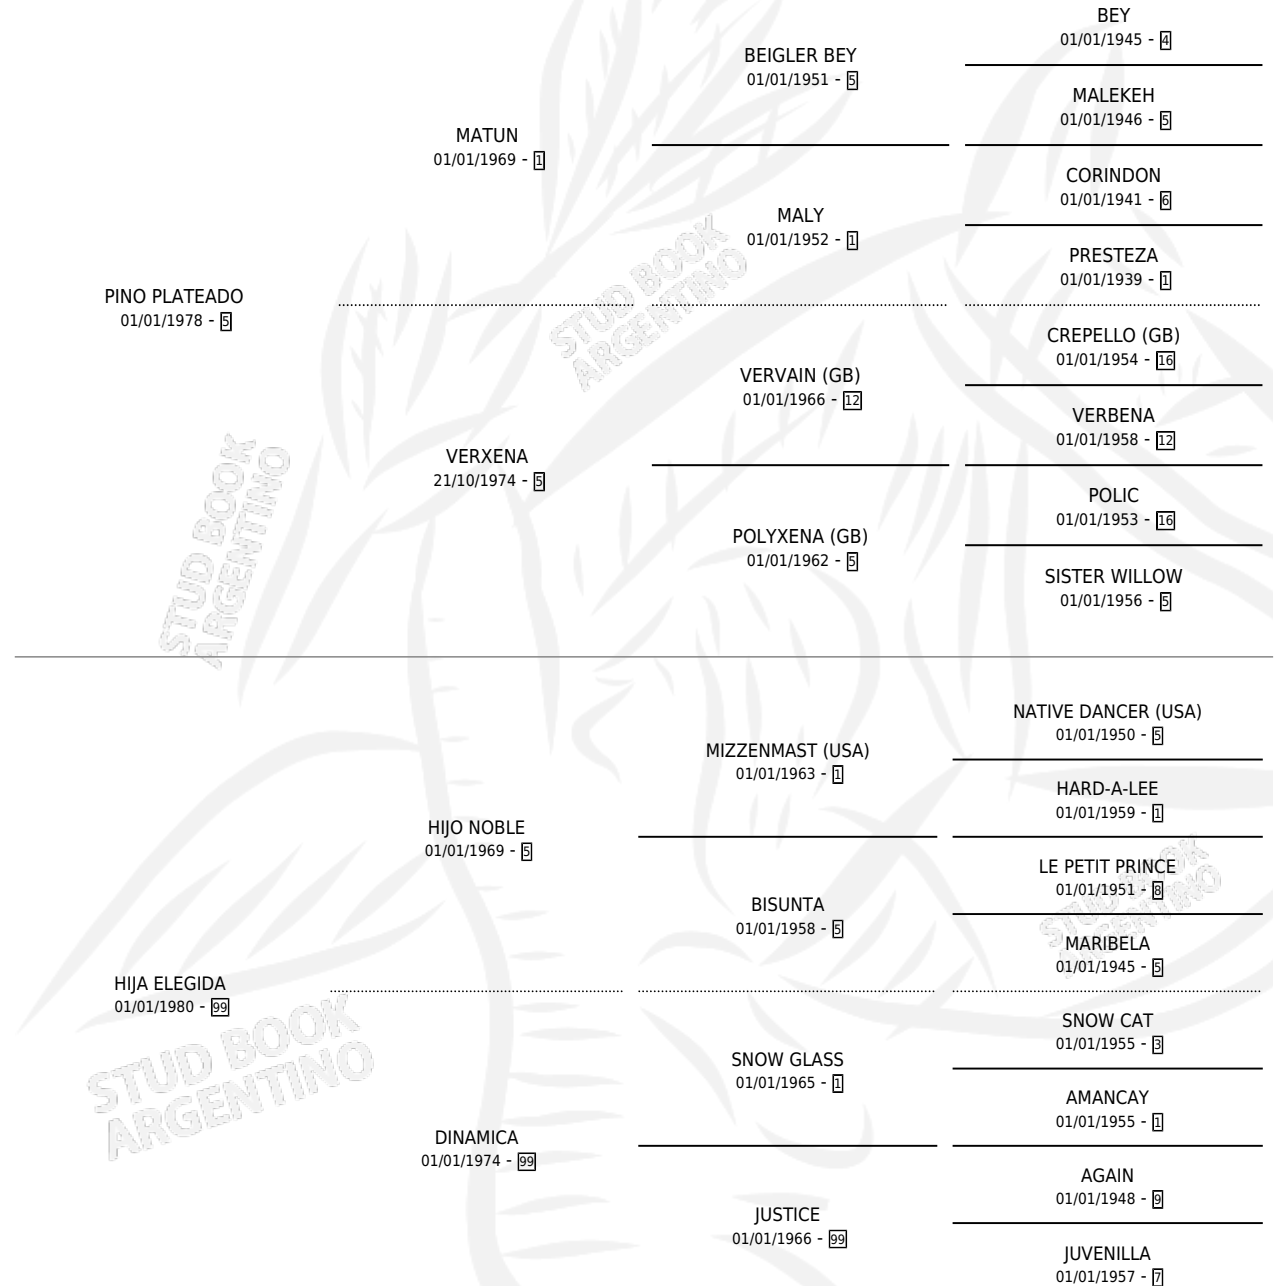 BEY
01/01/1945 - 4
BEIGLER BEY
01/01/1951 - 5
MALEKEH
01/01/1946 - 5
MATUN
01/01/1969 - 1
CORINDON
01/01/1941 - 6
MALY
01/01/1952 - 1
PRESTEZA
01/01/1939 - 1
PINO PLATEADO
01/01/1978 - 5
CREPELLO (GB)
01/01/1954 - 16
VERVAIN (GB)
01/01/1966 - 12
VERBENA
01/01/1958 - 12
VERXENA
21/10/1974 - 5
POLIC
01/01/1953 - 16
POLYXENA (GB)
01/01/1962 - 5
SISTER WILLOW
01/01/1956 - 5
NATIVE DANCER (USA)
01/01/1950 - 5
MIZZENMAST (USA)
01/01/1963 - 1
HARD-A-LEE
01/01/1959 - 1
HIJO NOBLE
01/01/1969 - 5
LE PETIT PRINCE
01/01/1951 - 8
BISUNTA
01/01/1958 - 5
MARIBELA
01/01/1945 - 5
HIJA ELEGIDA
01/01/1980 - 99
SNOW CAT
01/01/1955 - 3
SNOW GLASS
01/01/1965 - 1
AMANCAY
01/01/1955 - 1
DINAMICA
01/01/1974 - 99
AGAIN
01/01/1948 - 9
JUSTICE
01/01/1966 - 99
JUVENILLA
01/01/1957 - 7
STUD BOOK
ARGENTINO
STUD BOOK
ARGENTINO
STUD BOOK
ARGENTINO
STUD BOOK
ARGENTINO